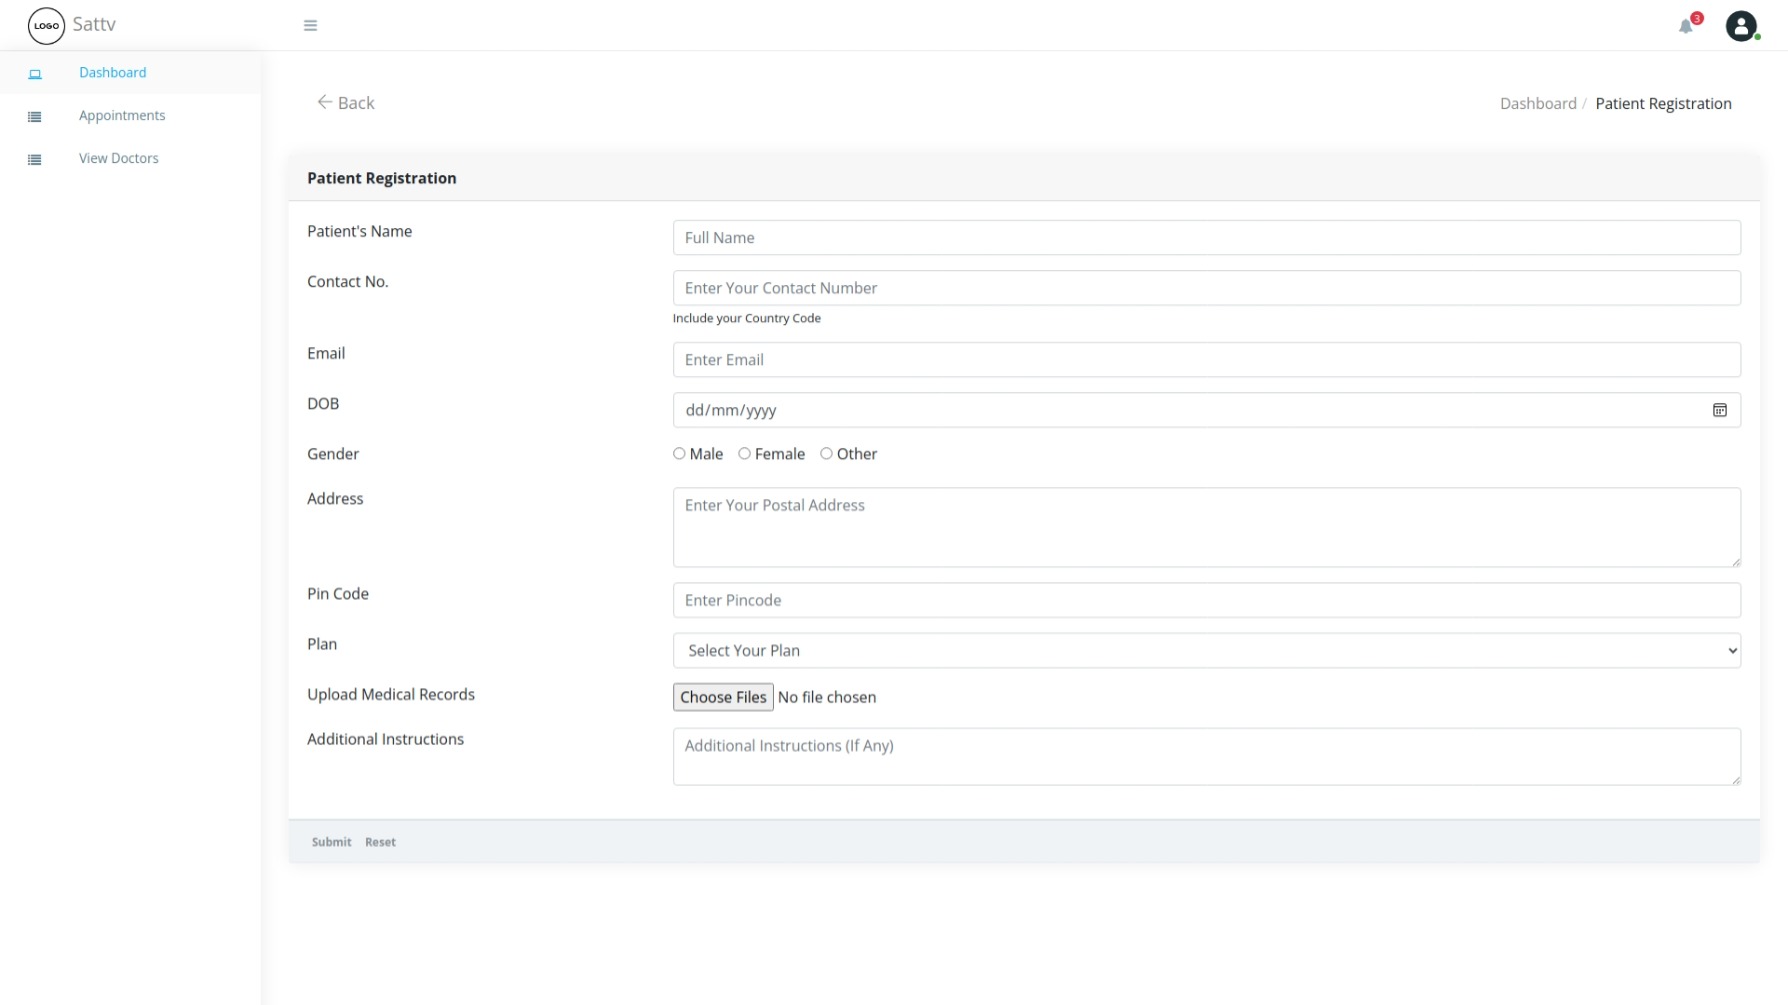 LOGO Sattv
3
Dashboard
Appointments
View Doctors
Back
Dashboard / Patient Registration
Patient Registration
Patient's Name
Full Name
Contact No.
Enter Your Contact Number
Include your Country Code
Email
Enter Email
DOB
dd/mm/yyyy
Gender
Male Female Other
Address
Enter Your Postal Address
Pin Code
Enter Pincode
Plan
Select Your Plan
Upload Medical Records
Choose Files No file chosen
Additional Instructions
Additional Instructions (If Any)
Submit Reset